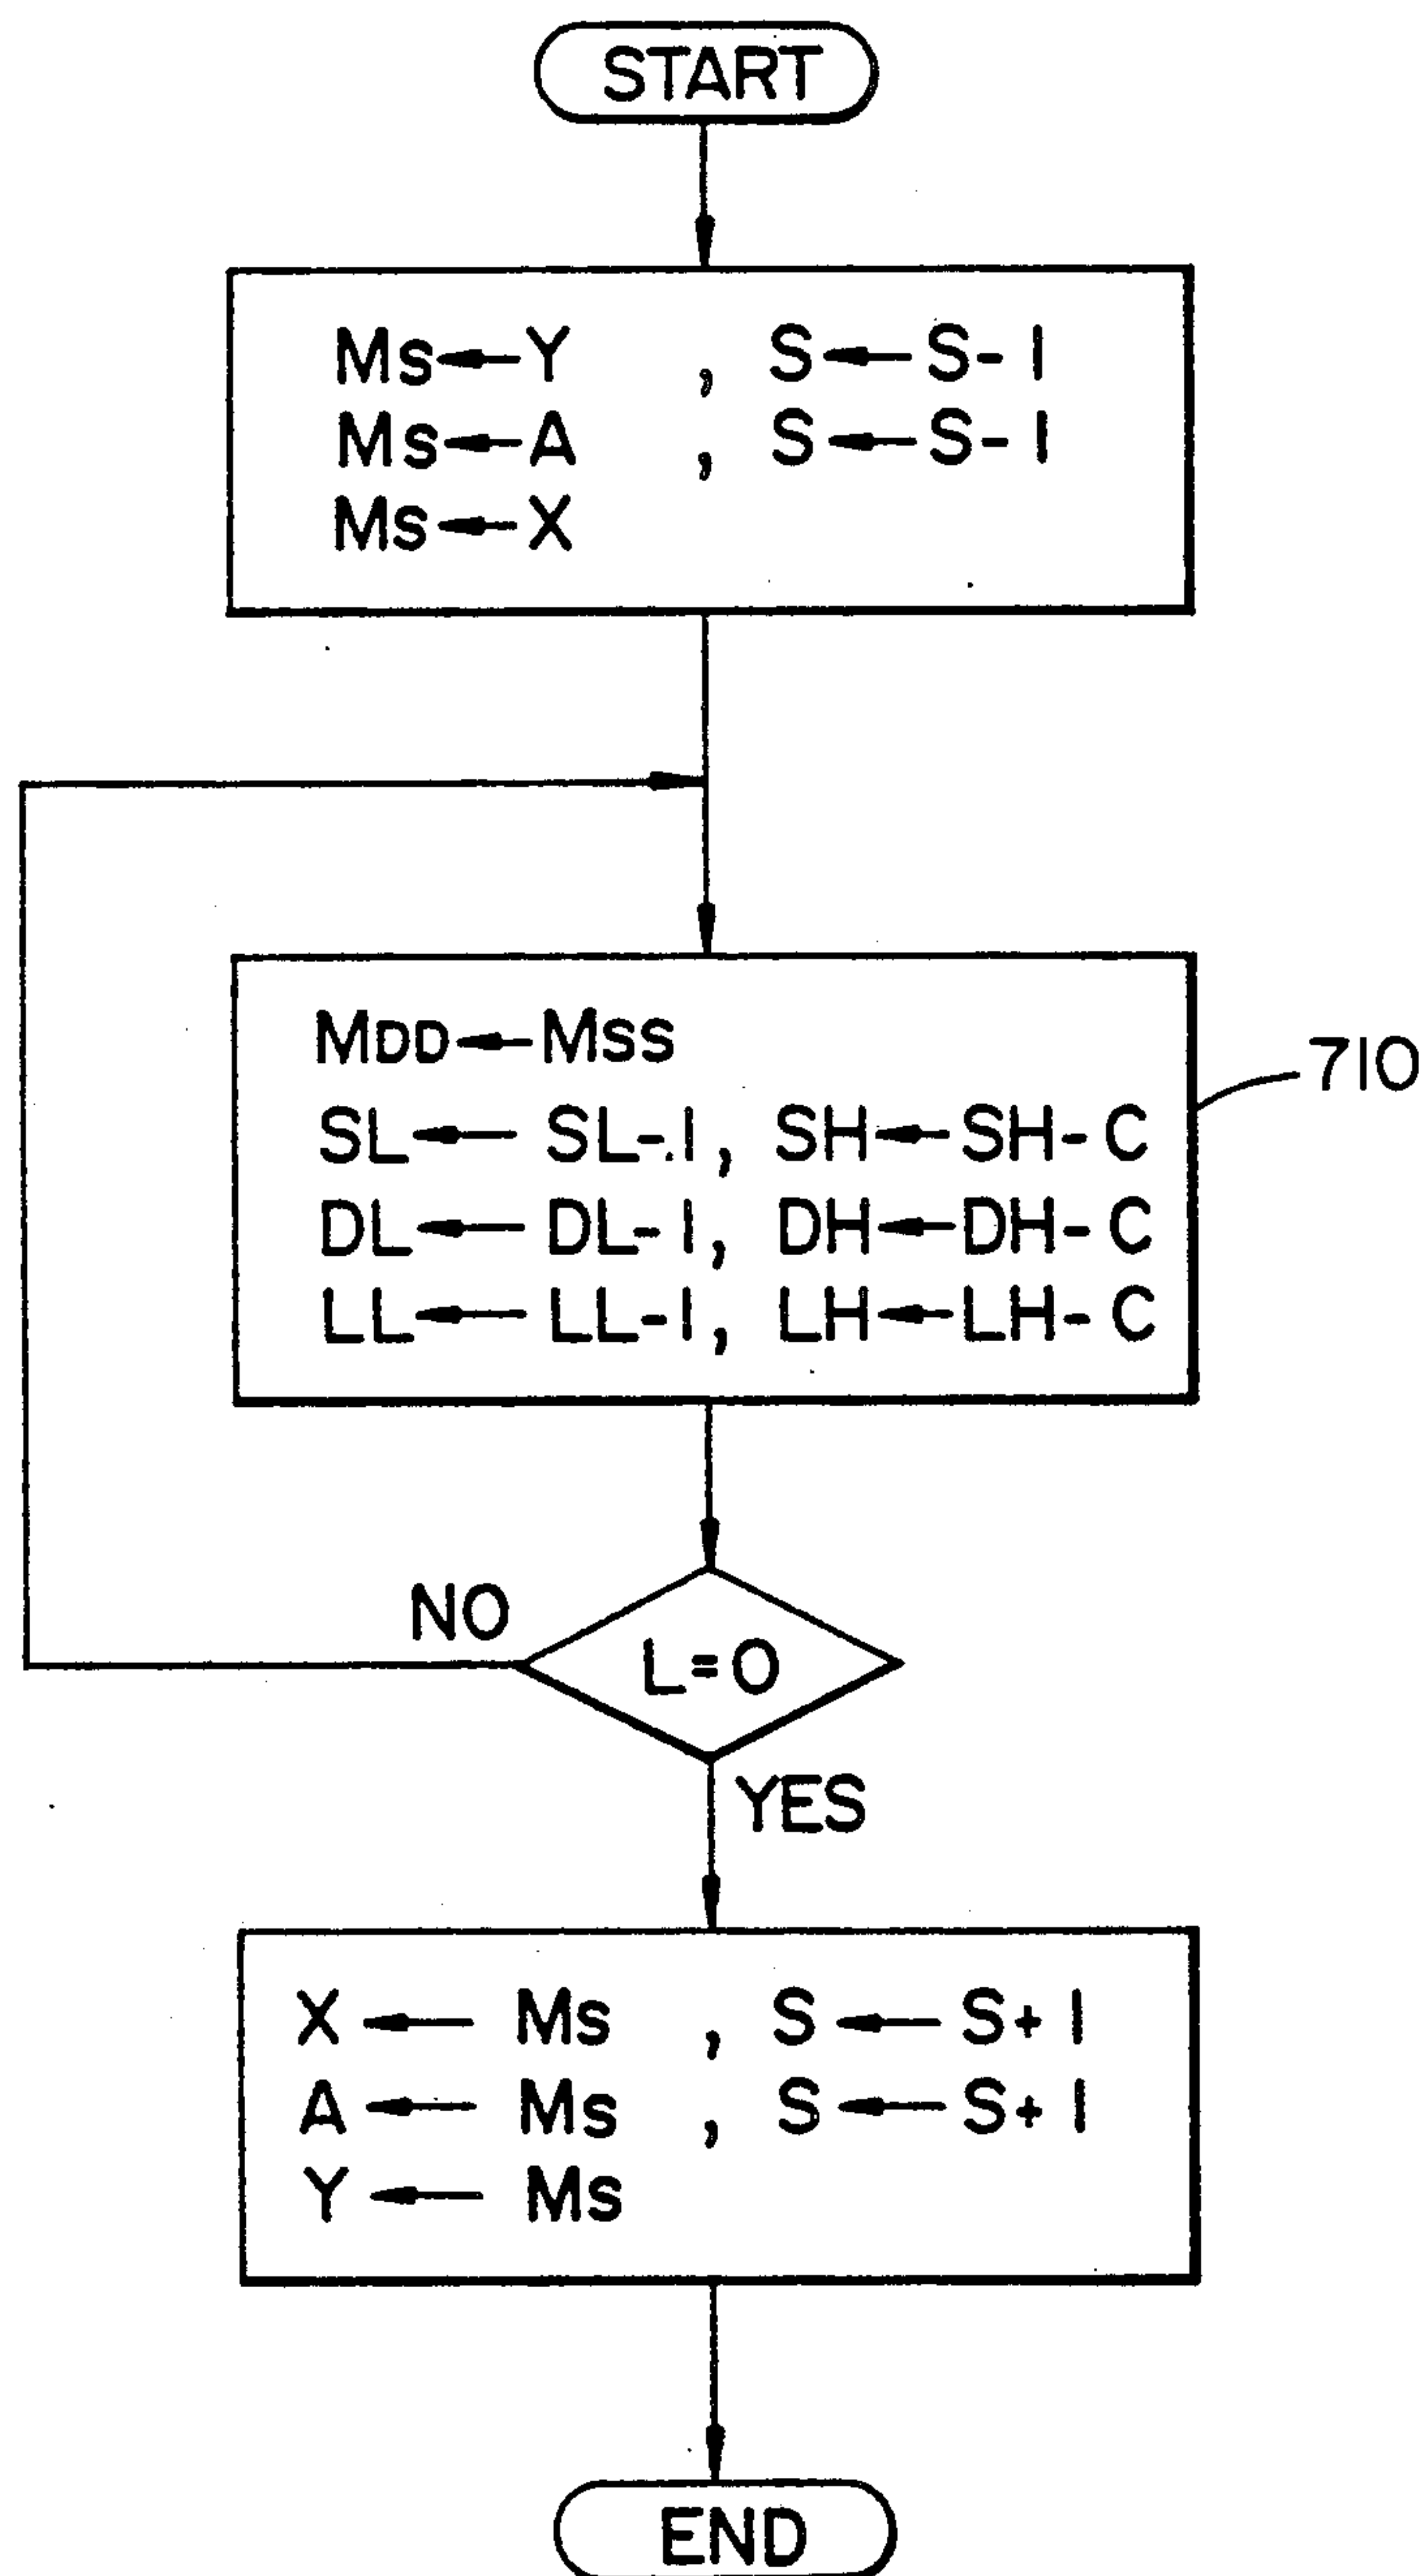 START
Ms←Y , S←S-1
Ms←A , S←S-1
Ms←X
MDD←MSS
SL← SL-1, SH←SH-C
710
DL← DL-1, DH←DH-C
LL← LL-1, LH←LH-C
NO
L=0
YES
X← Ms , S← S+1
A← Ms , S← S+1
Y← Ms
END